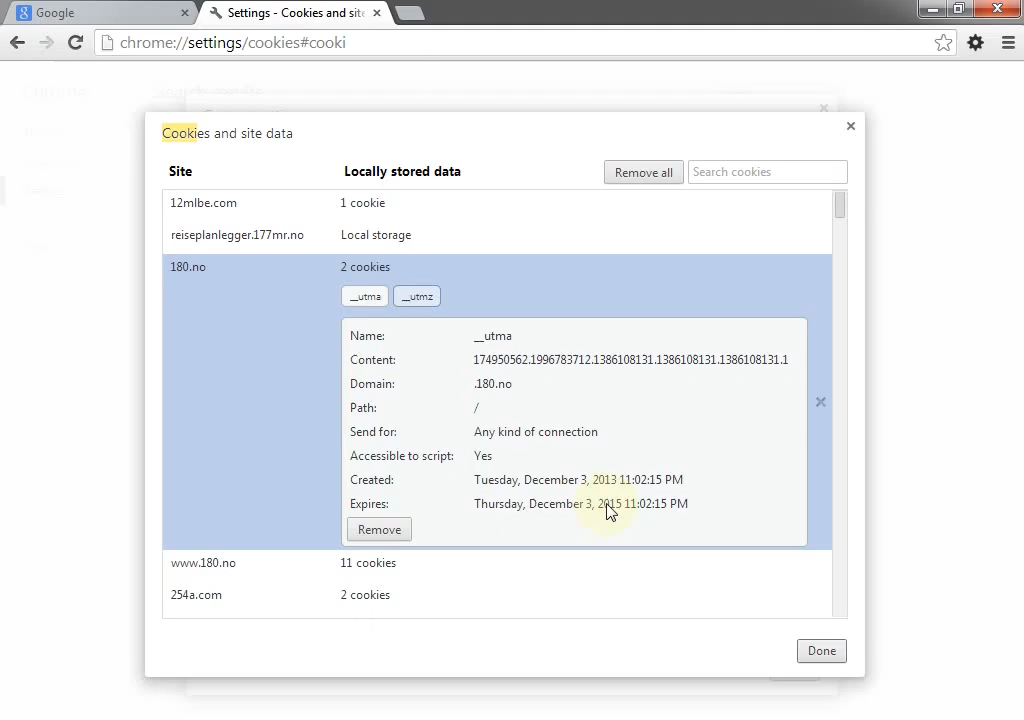 Google
Settings - Cookies and site
chrome://settings/cookies#cooki
Cookies and site data
Site Locally stored data Remove all Search cookies
12mlbe.com 1 cookie
reiseplanlegger.177mr.no Local storage
180.no 2 cookies
__utma __utmz
Name: __utma
Content: 174950562.1996783712.1386108131.1386108131.1386108131.1
Domain: .180.no
Path: /
Send for: Any kind of connection
Accessible to script: Yes
Created: Tuesday, December 3, 2013 11:02:15 PM
Expires: Thursday, December 3, 2015 11:02:15 PM
Remove
www.180.no 11 cookies
254a.com 2 cookies
Done